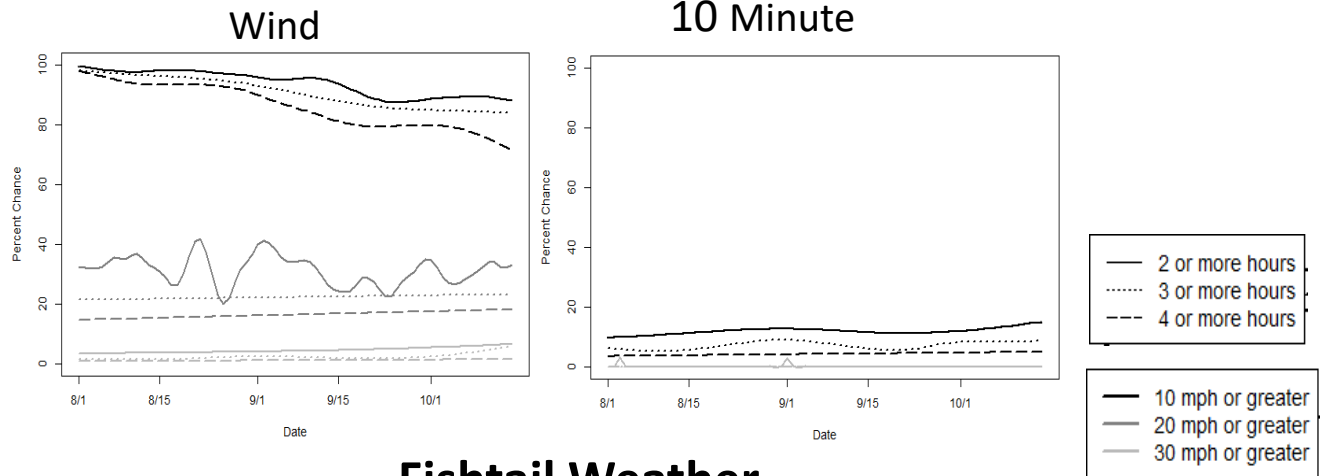 Wind
10 Minute
Percent Chance
0
20
40
60
80
100
8/1
8/15
9/1
9/15
10/1
Date
Percent Chance
0
20
40
60
80
100
8/1
8/15
9/1
9/15
10/1
Date
2 or more hours
3 or more hours
4 or more hours
10 mph or greater
20 mph or greater
30 mph or greater
Fishtail Weather